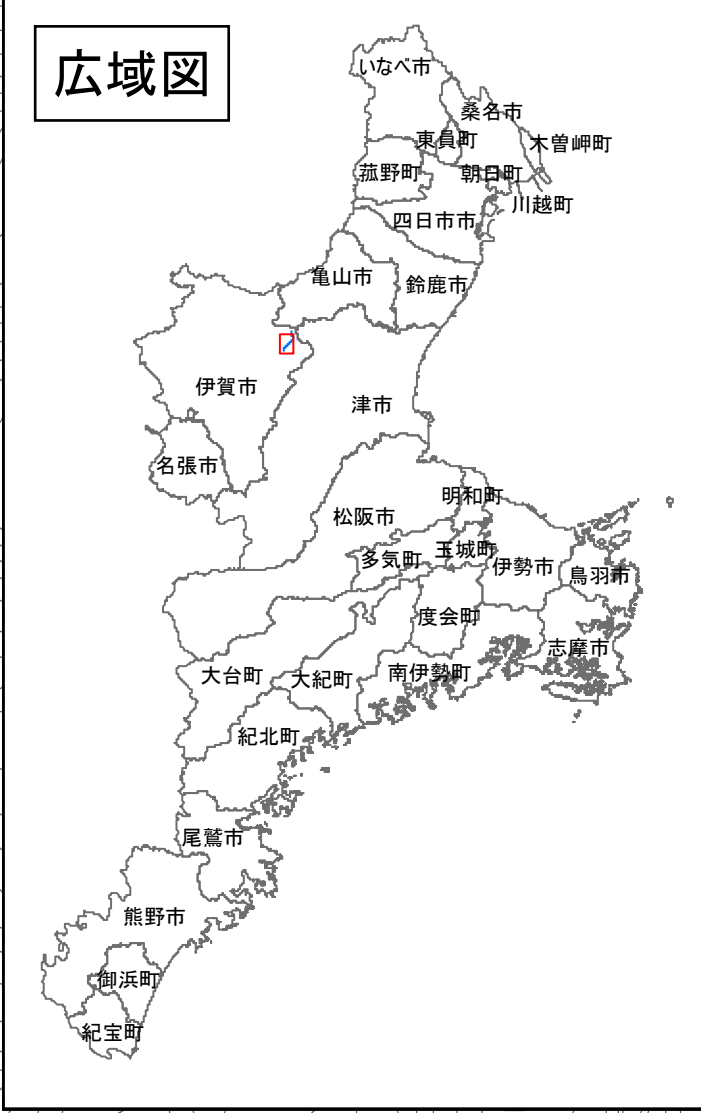 広域図
いなべ市
桑名市
東員町
木曽岬町
菰野町
朝日町
川越町
四日市市
亀山市
鈴鹿市
伊賀市
津市
名張市
明和町
松阪市
玉城町
多気町
伊勢市
鳥羽市
度会町
志摩市
大台町
大紀町
南伊勢町
紀北町
尾鷲市
熊野市
御浜町
紀宝町